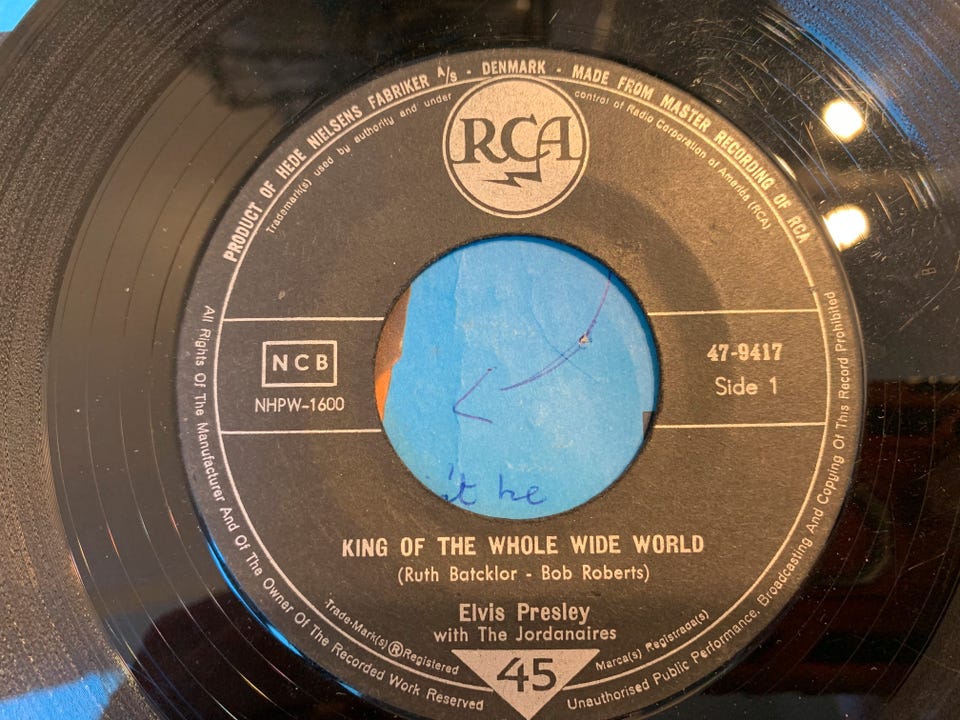 PRODUCT OF HEDE NIELSENS FABRIKER A/S - DENMARK - MADE FROM MASTER RECORDING OF RCA
Trademark(s) used by authority and under control of Radio Corporation of America (RCA)
RCA
NCB
NHPW-1600
47-9417
Side 1
't he
KING OF THE WHOLE WIDE WORLD
(Ruth Batcklor - Bob Roberts)
Elvis Presley
with The Jordanaires
Trade-Mark(s) ® Registered
Marca(s) Registrada(s)
45
All Rights Of The Manufacturer And Of The Owner Of The Recorded Work Reserved
Unauthorised Public Performance, Broadcasting And Copying Of This Record Prohibited